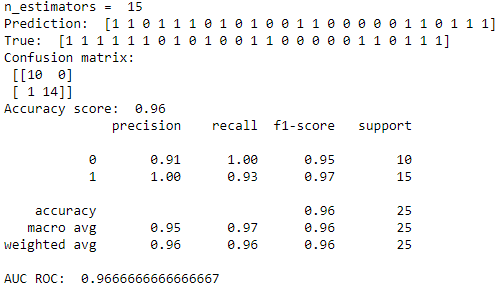 n_estimators =  15
Prediction:  [1 1 0 1 1 1 0 1 0 1 0 0 1 1 0 0 0 0 0 1 1 0 1 1 1]
True:  [1 1 1 1 1 1 0 1 0 1 0 0 1 1 0 0 0 0 0 1 1 0 1 1 1]
Confusion matrix:
[[10  0]
[ 1 14]]
Accuracy score:  0.96
precision    recall  f1-score   support
0       0.91      1.00      0.95        10
1       1.00      0.93      0.97        15
accuracy                           0.96        25
macro avg       0.95      0.97      0.96        25
weighted avg       0.96      0.96      0.96        25
AUC ROC:  0.9666666666666667